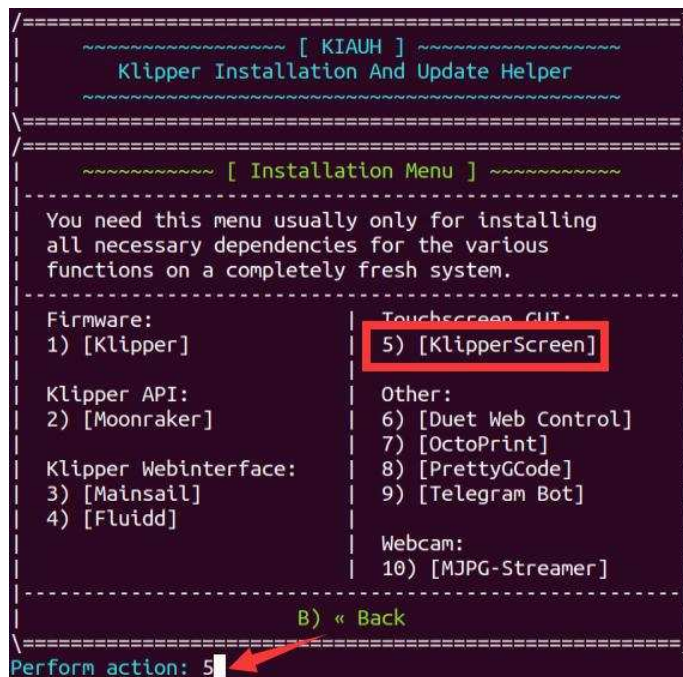 /=====================================================
| ~~~~~~~~~~~~~~~~~ [ KIAUH ] ~~~~~~~~~~~~~~~~~
| Klipper Installation And Update Helper
| ~~~~~~~~~~~~~~~~~~~~~~~~~~~~~~~~~~~~~~~~~~~~~
\=====================================================
/=====================================================
| ~~~~~~~~~~~ [ Installation Menu ] ~~~~~~~~~~~
|-----------------------------------------------------
| You need this menu usually only for installing
| all necessary dependencies for the various
| functions on a completely fresh system.
|-----------------------------------------------------
| Firmware: | Touchscreen GUI:
| 1) [Klipper] | 5) [KlipperScreen]
| |
| Klipper API: | Other:
| 2) [Moonraker] | 6) [Duet Web Control]
| | 7) [OctoPrint]
| Klipper Webinterface: | 8) [PrettyGCode]
| 3) [Mainsail] | 9) [Telegram Bot]
| 4) [Fluidd] |
| | Webcam:
| | 10) [MJPG-Streamer]
|-----------------------------------------------------
| B) « Back
\=====================================================
Perform action: 5